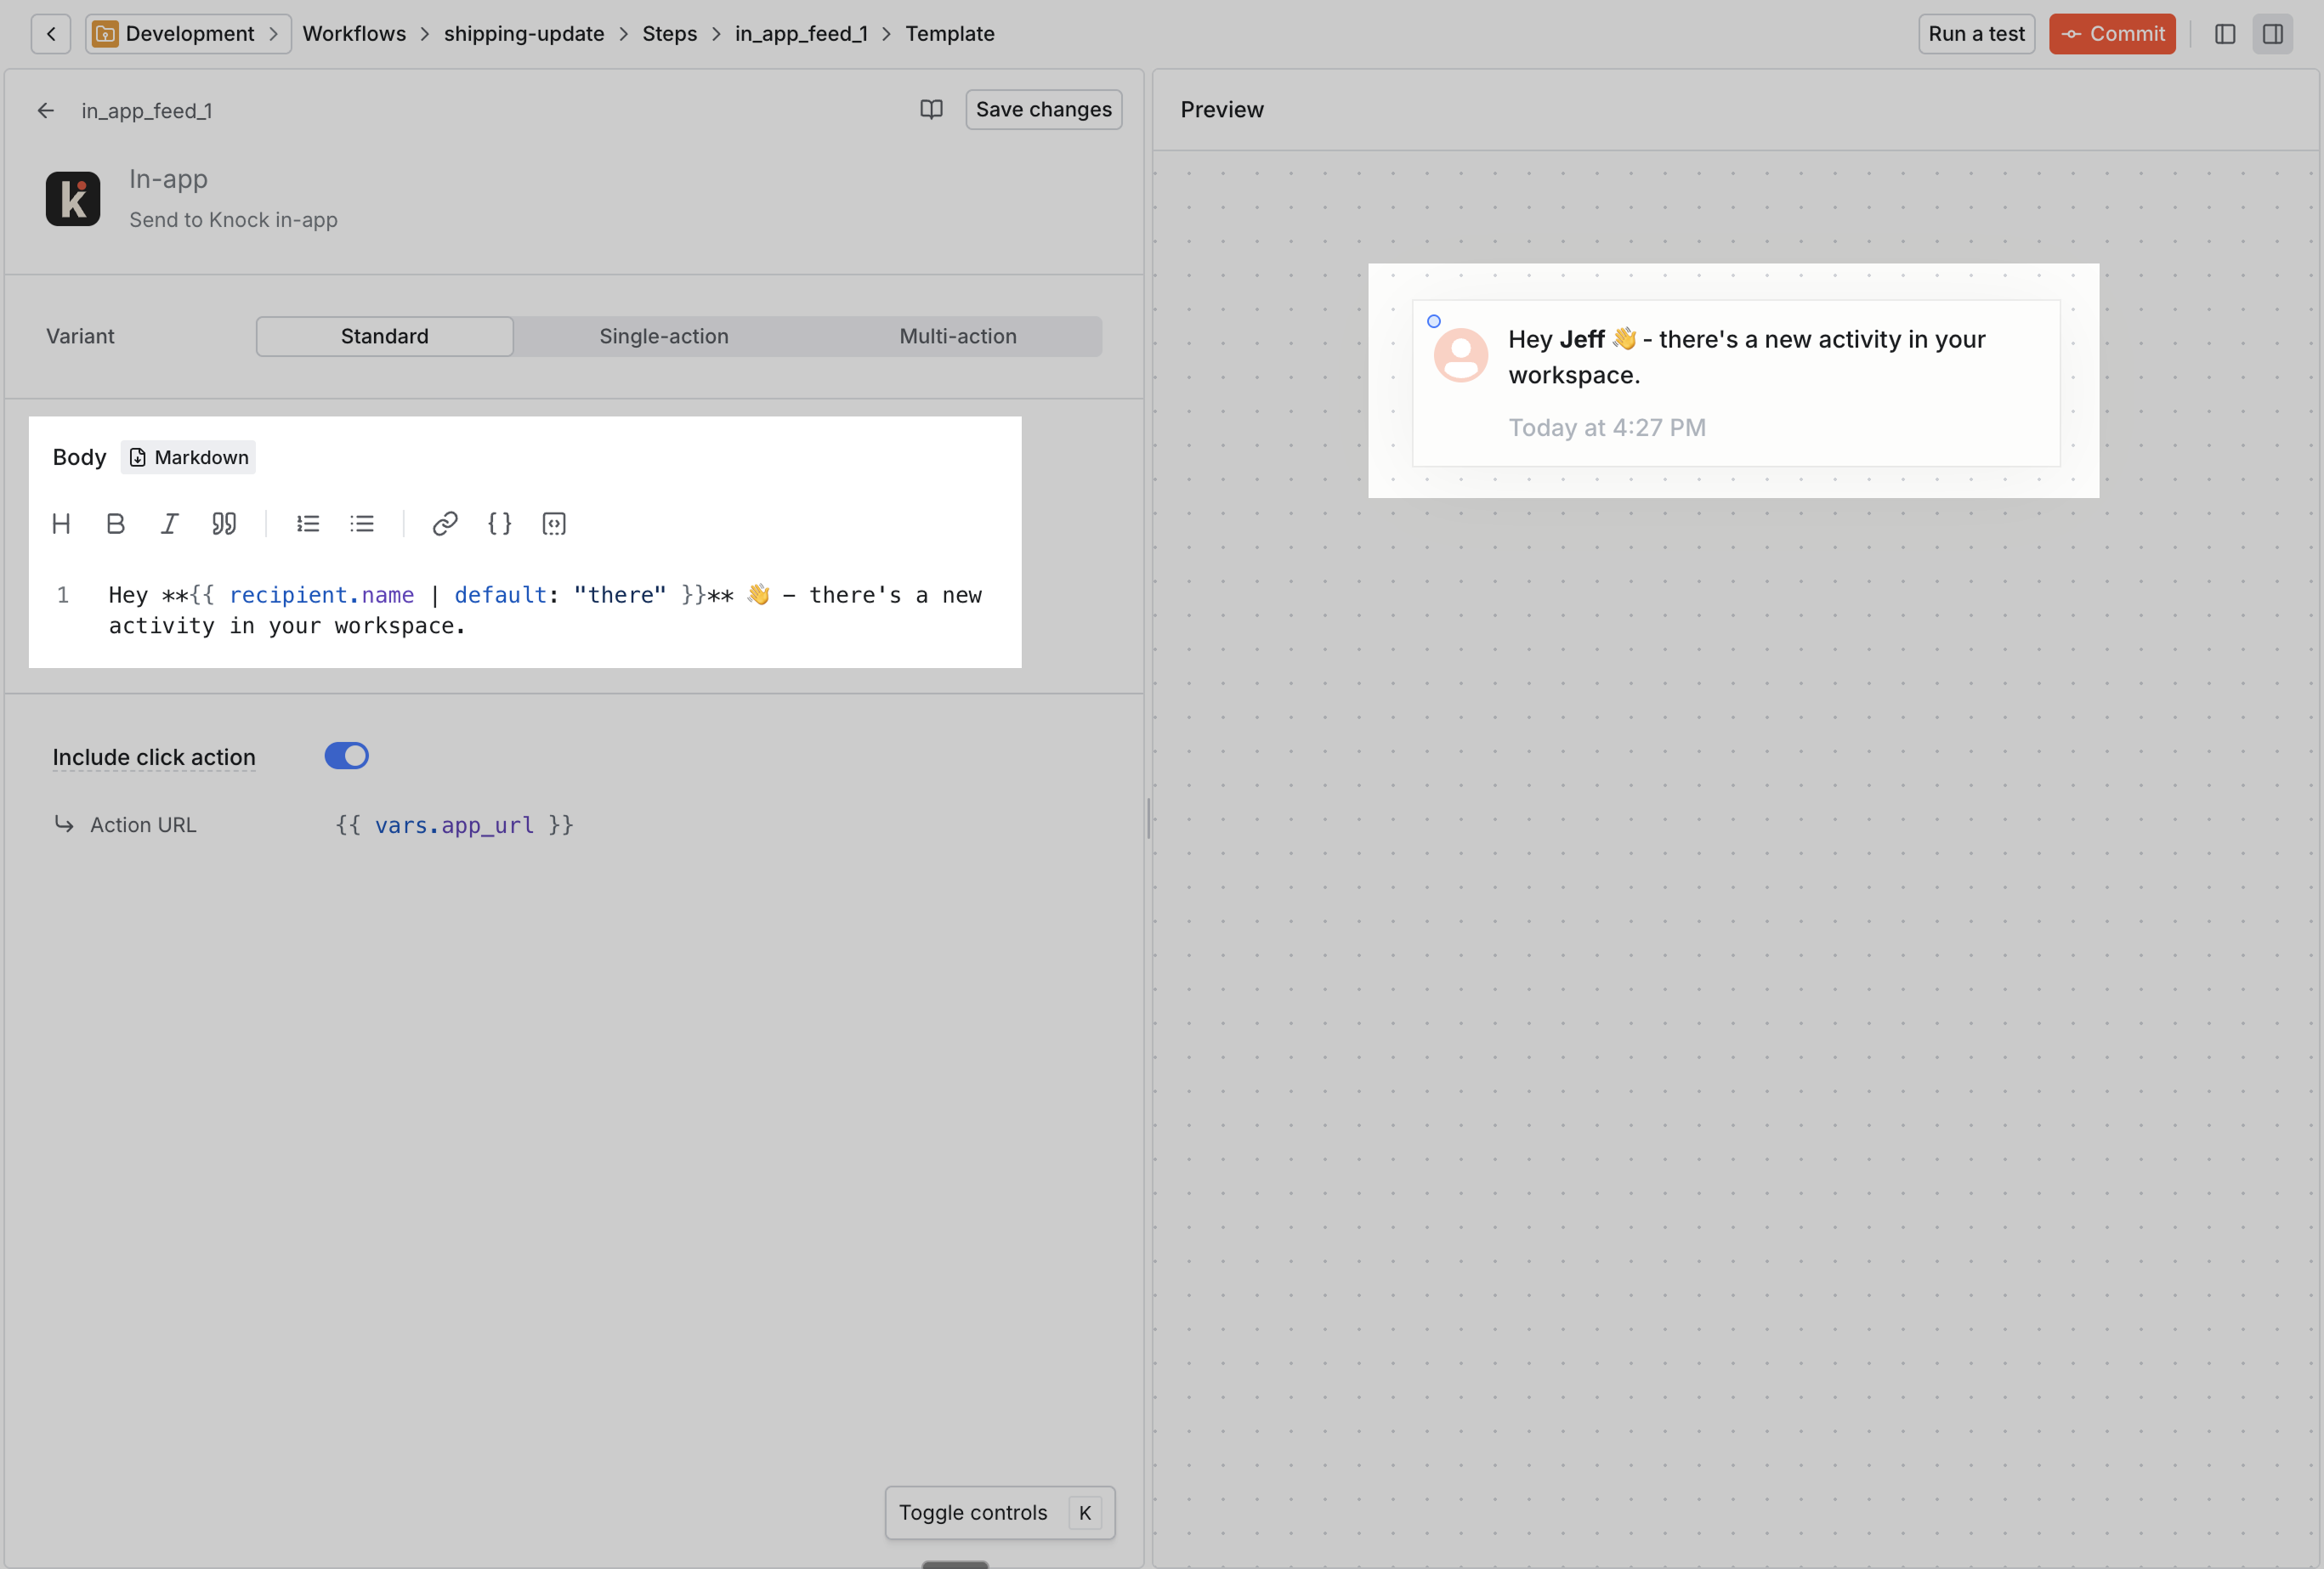 Development > Workflows > shipping-update > Steps > in_app_feed_1 > Template
Run a test
Commit
in_app_feed_1
Save changes
In-app
Send to Knock in-app
Variant
Standard
Single-action
Multi-action
Body
Markdown
1
Hey **{{ recipient.name | default: "there" }}** 👋 – there's a new
activity in your workspace.
Include click action
Action URL
{{ vars.app_url }}
Toggle controls K
Preview
Hey Jeff 👋 - there's a new activity in your
workspace.
Today at 4:27 PM